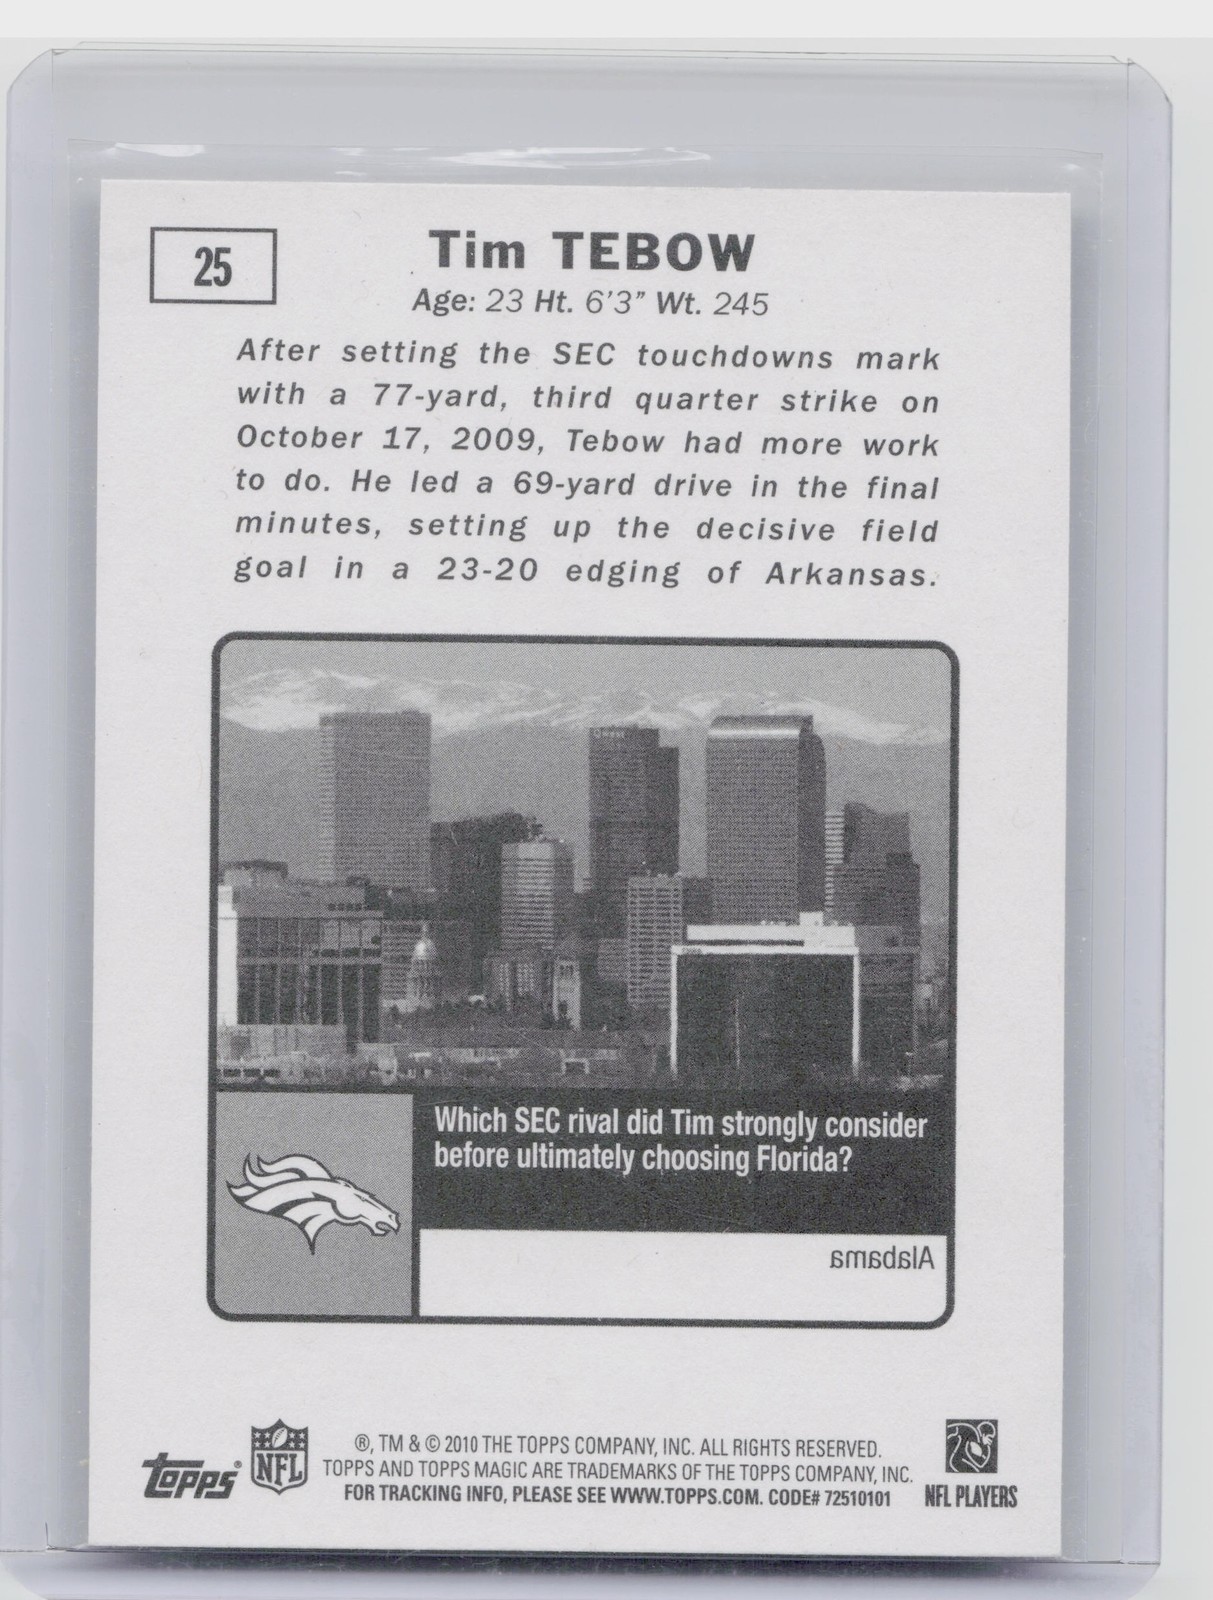 25
Tim TEBOW
Age: 23 Ht. 6'3" Wt. 245
After setting the SEC touchdowns mark
with a 77-yard, third quarter strike on
October 17, 2009, Tebow had more work
to do. He led a 69-yard drive in the final
minutes, setting up the decisive field
goal in a 23-20 edging of Arkansas.
Qwest
Which SEC rival did Tim strongly consider
before ultimately choosing Florida?
Alabama
®, TM & © 2010 THE TOPPS COMPANY, INC. ALL RIGHTS RESERVED.
TOPPS AND TOPPS MAGIC ARE TRADEMARKS OF THE TOPPS COMPANY, INC.
FOR TRACKING INFO, PLEASE SEE WWW.TOPPS.COM. CODE# 72510101
topps®
NFL
NFL PLAYERS